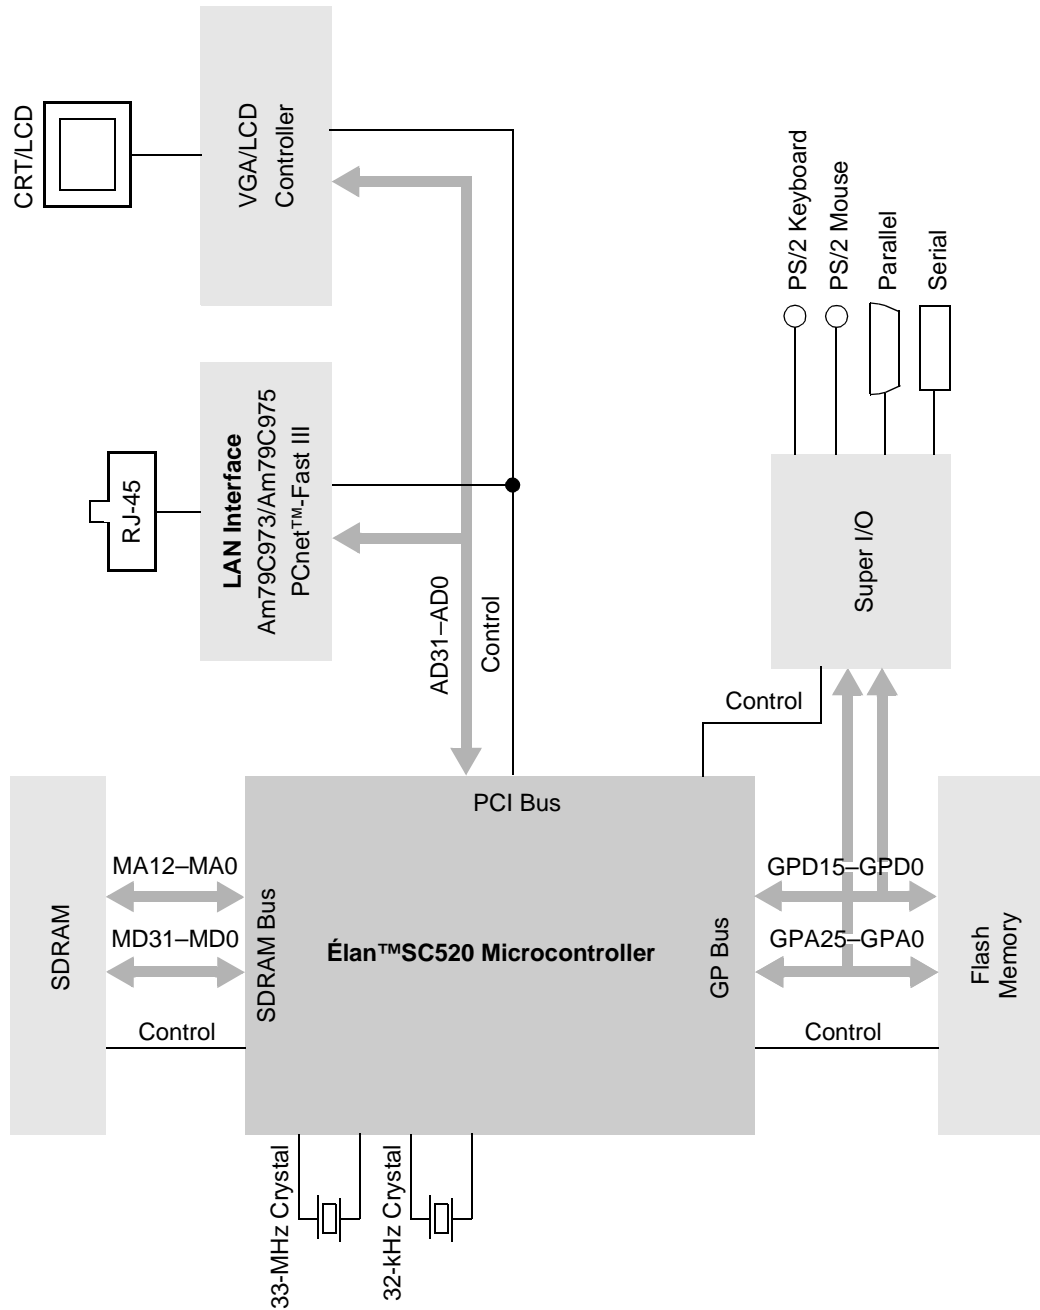 CRT/LCD
VGA/LCD
Controller
RJ-45
LAN Interface
Am79C973/Am79C975
PCnet™-Fast III
AD31–AD0
Control
PS/2 Keyboard
PS/2 Mouse
Parallel
Serial
Super I/O
Control
SDRAM
MA12–MA0
MD31–MD0
Control
SDRAM Bus
PCI Bus
Élan™SC520 Microcontroller
GP Bus
GPD15–GPD0
GPA25–GPA0
Control
Flash
Memory
33-MHz Crystal
32-kHz Crystal